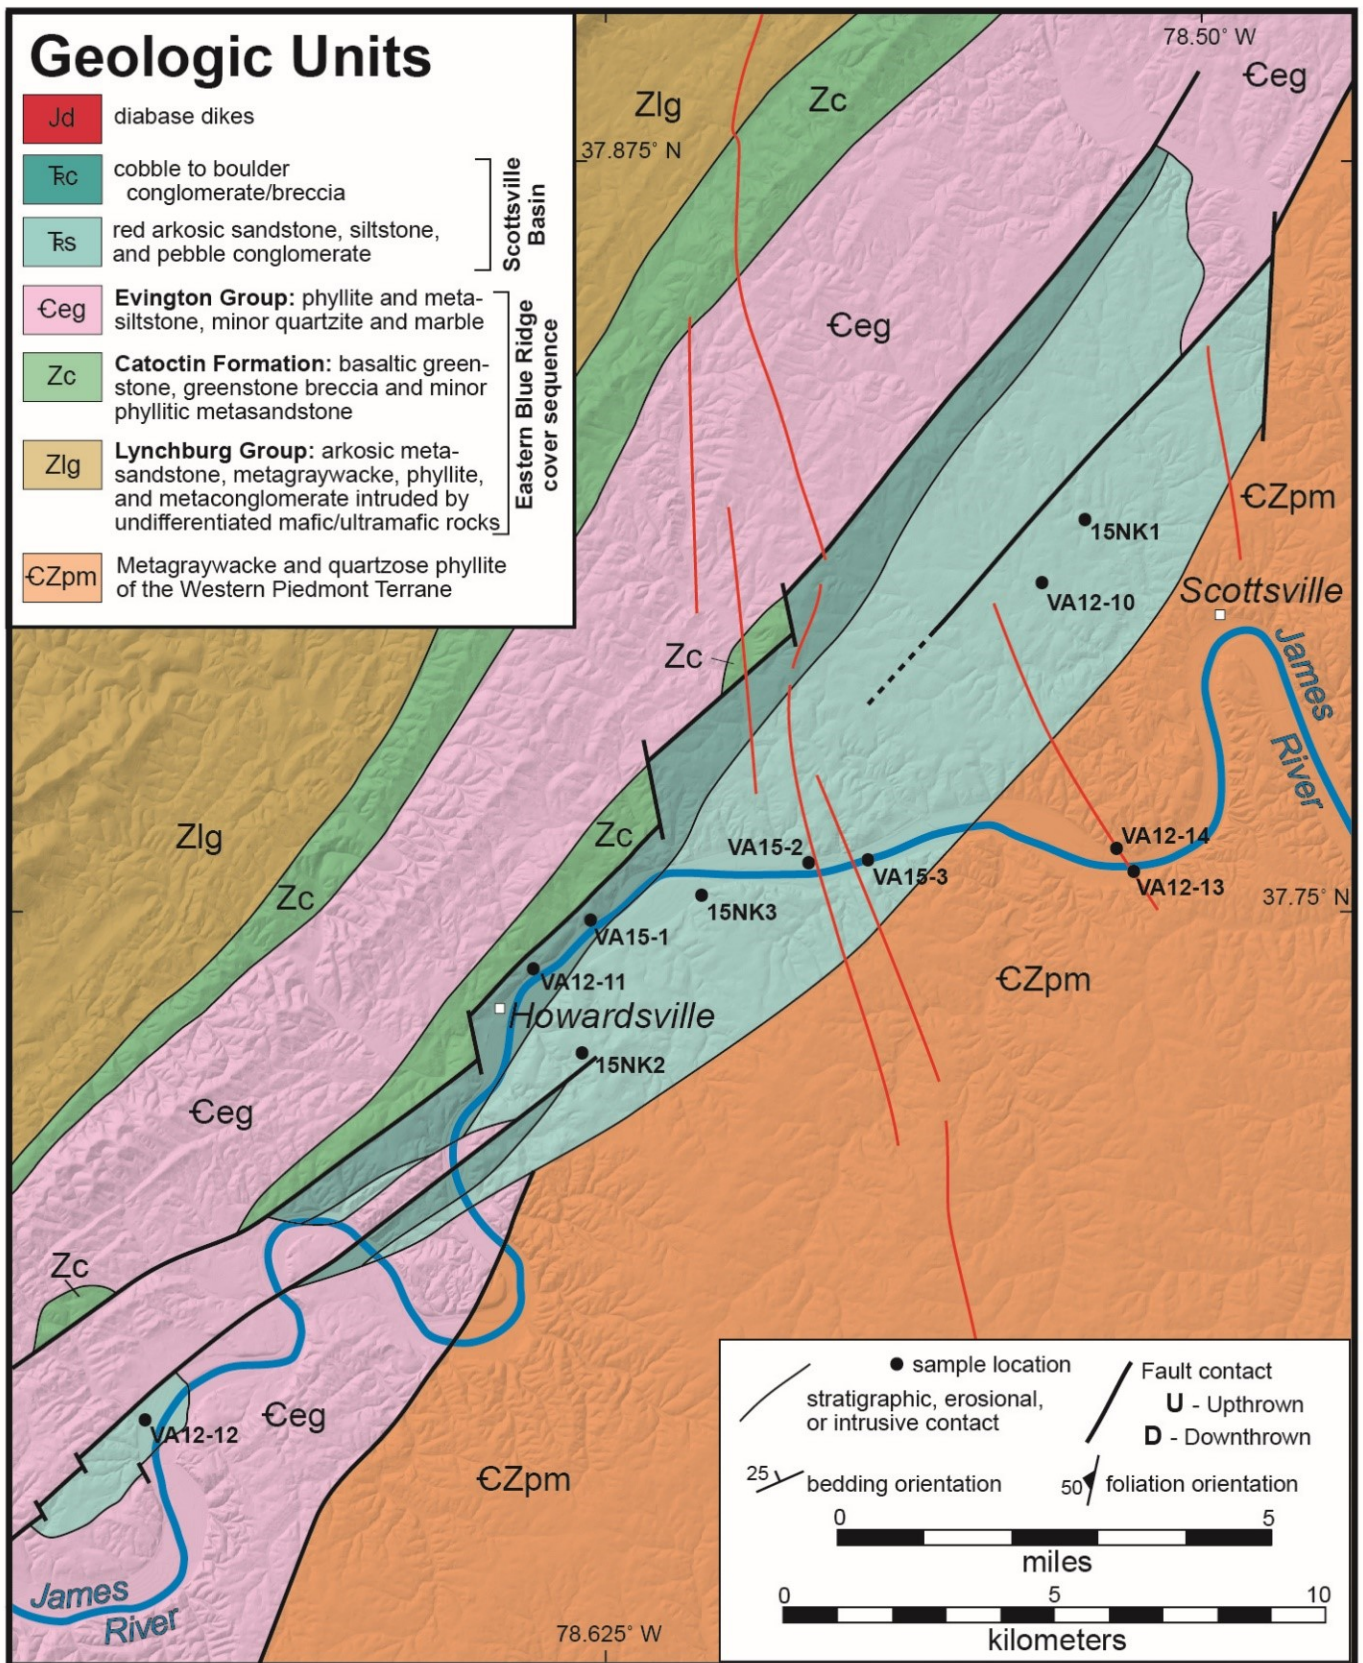 Geologic Units
Jd
diabase dikes
TRc
cobble to boulder
conglomerate/breccia
TRs
red arkosic sandstone, siltstone,
and pebble conglomerate
Scottsville
Basin
Ꞓeg
Evington Group: phyllite and meta-
siltstone, minor quartzite and marble
Zc
Catoctin Formation: basaltic green-
stone, greenstone breccia and minor
phyllitic metasandstone
Zlg
Lynchburg Group: arkosic meta-
sandstone, metagraywacke, phyllite,
and metaconglomerate intruded by
undifferentiated mafic/ultramafic rocks
Eastern Blue Ridge
cover sequence
ꞒZpm
Metagraywacke and quartzose phyllite
of the Western Piedmont Terrane
78.50° W
Ꞓeg
Zlg
Zc
37.875° N
Ꞓeg
ꞒZpm
15NK1
VA12-10
Scottsville
James
River
Zc
Zlg
Zc
VA15-2
VA12-14
VA15-3
VA12-13
Zc
37.75° N
15NK3
VA15-1
VA12-11
ꞒZpm
Howardsville
15NK2
Ꞓeg
Zc
Ꞓeg
VA12-12
ꞒZpm
James
River
78.625° W
sample location
stratigraphic, erosional,
or intrusive contact
Fault contact
U - Upthrown
D - Downthrown
25
bedding orientation
50
foliation orientation
0 5
miles
0 5 10
kilometers